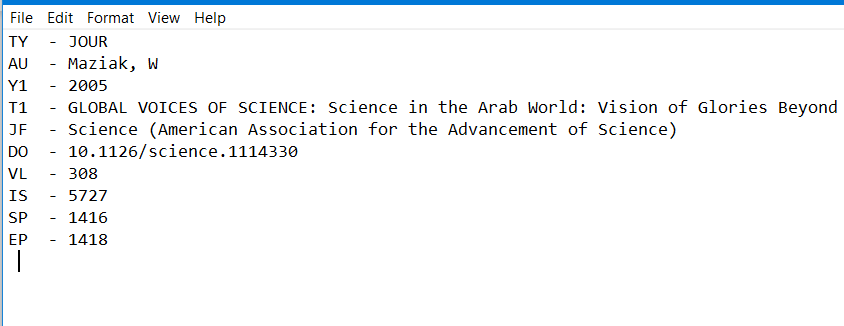 File Edit Format View Help
TY  - JOUR
AU  - Maziak, W
Y1  - 2005
T1  - GLOBAL VOICES OF SCIENCE: Science in the Arab World: Vision of Glories Beyond
JF  - Science (American Association for the Advancement of Science)
DO  - 10.1126/science.1114330
VL  - 308
IS  - 5727
SP  - 1416
EP  - 1418